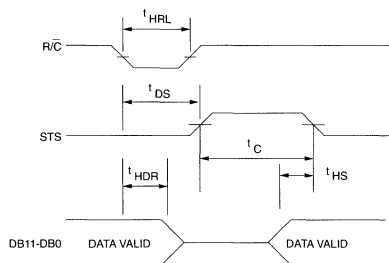 t HRL
R/C̅
t DS
STS
t C
t HS
t HDR
DB11-DB0 DATA VALID DATA VALID